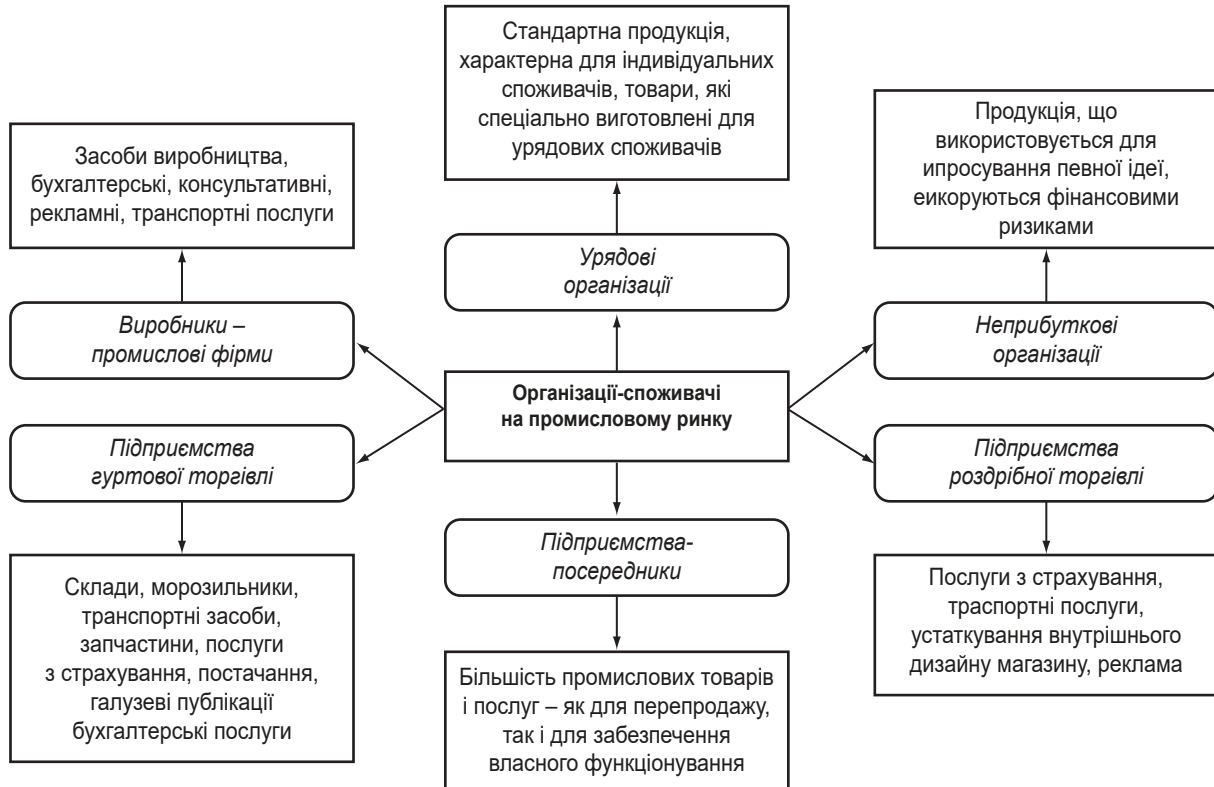 Стандартна продукція,
характерна для індивідуальних
споживачів, товари, які
спеціально виготовлені для
урядових споживачів
Засоби виробництва,
бухгалтерські, консультативні,
рекламні, транспортні послуги
Продукція, що
використовується для
ипросування певної ідеї,
еикоруються фінансовими
ризиками
Урядові
організації
Виробники –
промислові фірми
Неприбуткові
організації
Організації-споживачі
на промисловому ринку
Підприємства
гуртової торгівлі
Підприємства
роздрібної торгівлі
Підприємства-
посередники
Склади, морозильники,
транспортні засоби,
запчастини, послуги
з страхування, постачання,
галузеві публікації
бухгалтерські послуги
Більшість промислових товарів
і послуг – як для перепродажу,
так і для забезпечення
власного функціонування
Послуги з страхування,
траспортні послуги,
устаткування внутрішнього
дизайну магазину, реклама